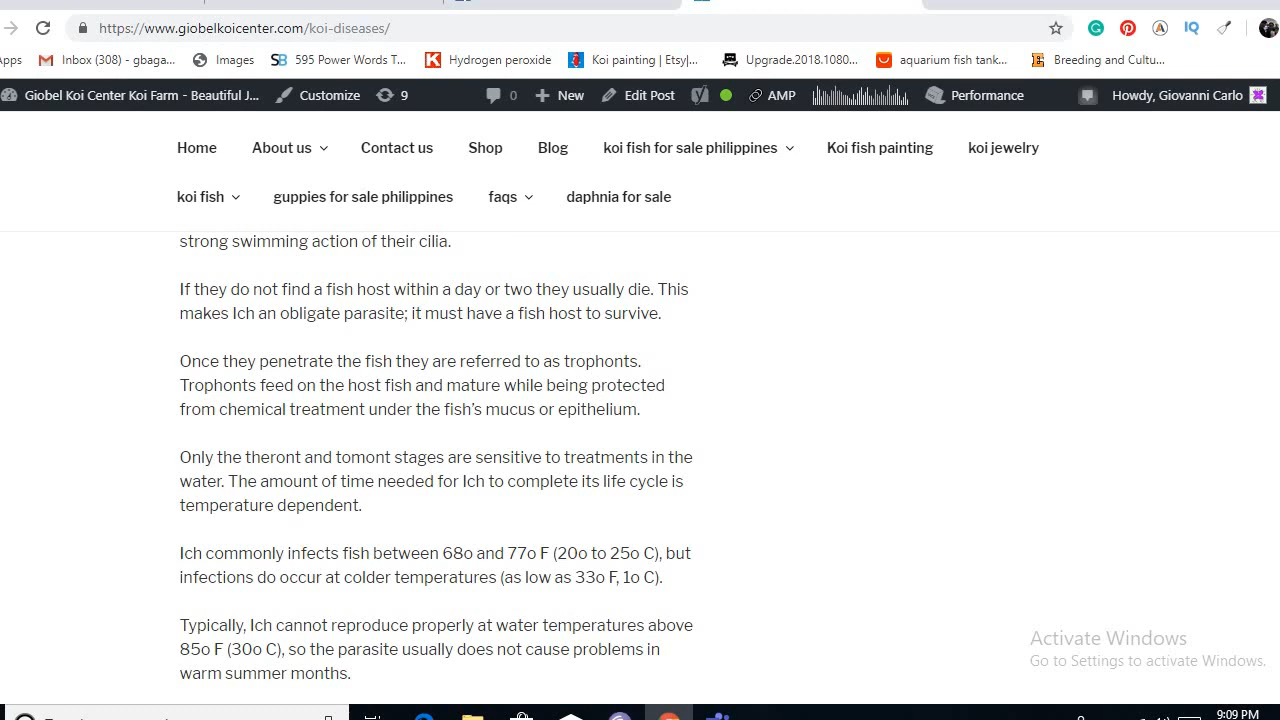 https://www.giobelkoicenter.com/koi-diseases/
pps Inbox (308) - gbaga... Images 595 Power Words T... Hydrogen peroxide Koi painting | Etsy|... Upgrade.2018.1080... aquarium fish tank... Breeding and Cultu...
Giobel Koi Center Koi Farm - Beautiful J... Customize 9 0 New Edit Post AMP Performance Howdy, Giovanni Carlo
Home About us Contact us Shop Blog koi fish for sale philippines Koi fish painting koi jewelry
koi fish guppies for sale philippines faqs daphnia for sale
strong swimming action of their cilia.
If they do not find a fish host within a day or two they usually die. This
makes Ich an obligate parasite; it must have a fish host to survive.
Once they penetrate the fish they are referred to as trophonts.
Trophonts feed on the host fish and mature while being protected
from chemical treatment under the fish’s mucus or epithelium.
Only the theront and tomont stages are sensitive to treatments in the
water. The amount of time needed for Ich to complete its life cycle is
temperature dependent.
Ich commonly infects fish between 68o and 77o F (20o to 25o C), but
infections do occur at colder temperatures (as low as 33o F, 1o C).
Typically, Ich cannot reproduce properly at water temperatures above
85o F (30o C), so the parasite usually does not cause problems in
warm summer months.
Activate Windows
Go to Settings to activate Windows.
9:09 PM